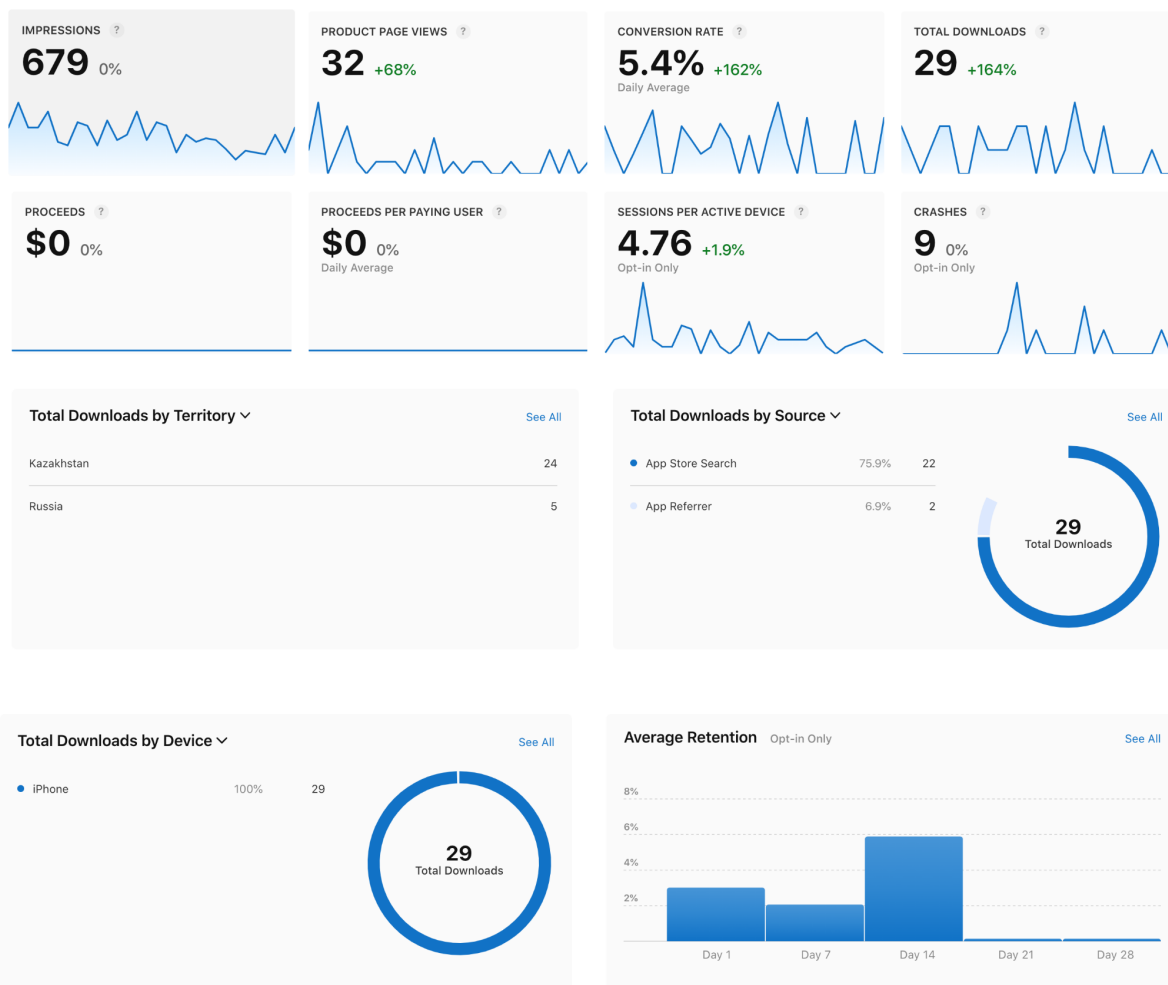 IMPRESSIONS ?
679 0%
PRODUCT PAGE VIEWS ?
32 +68%
CONVERSION RATE ?
5.4% +162%
Daily Average
TOTAL DOWNLOADS ?
29 +164%
PROCEEDS ?
$0 0%
PROCEEDS PER PAYING USER ?
$0 0%
Daily Average
SESSIONS PER ACTIVE DEVICE ?
4.76 +1.9%
Opt-in Only
CRASHES ?
9 0%
Opt-in Only
Total Downloads by Territory
See All
Kazakhstan 24
Russia 5
Total Downloads by Source
See All
App Store Search 75.9% 22
App Referrer 6.9% 2
29
Total Downloads
Total Downloads by Device
See All
iPhone 100% 29
29
Total Downloads
Average Retention Opt-in Only
See All
8%
6%
4%
2%
Day 1 Day 7 Day 14 Day 21 Day 28